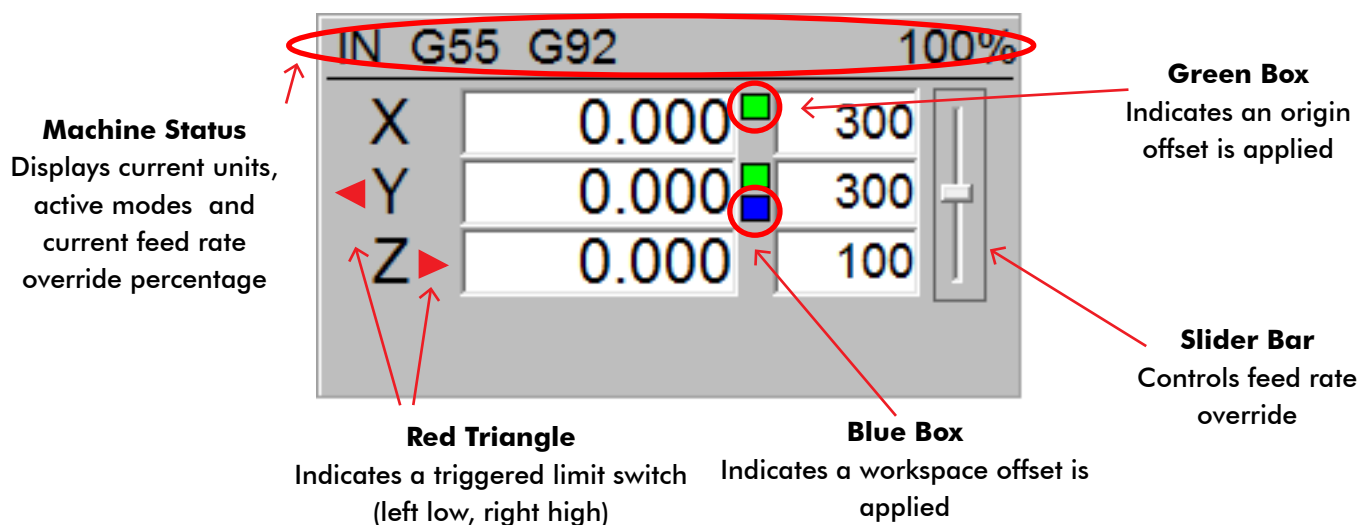 IN G55 G92 100%
X 0.000 300
Y 0.000 300
Z 0.000 100
Machine Status
Displays current units,
active modes and
current feed rate
override percentage
Green Box
Indicates an origin
offset is applied
Slider Bar
Controls feed rate
override
Red Triangle
Indicates a triggered limit switch
(left low, right high)
Blue Box
Indicates a workspace offset is
applied